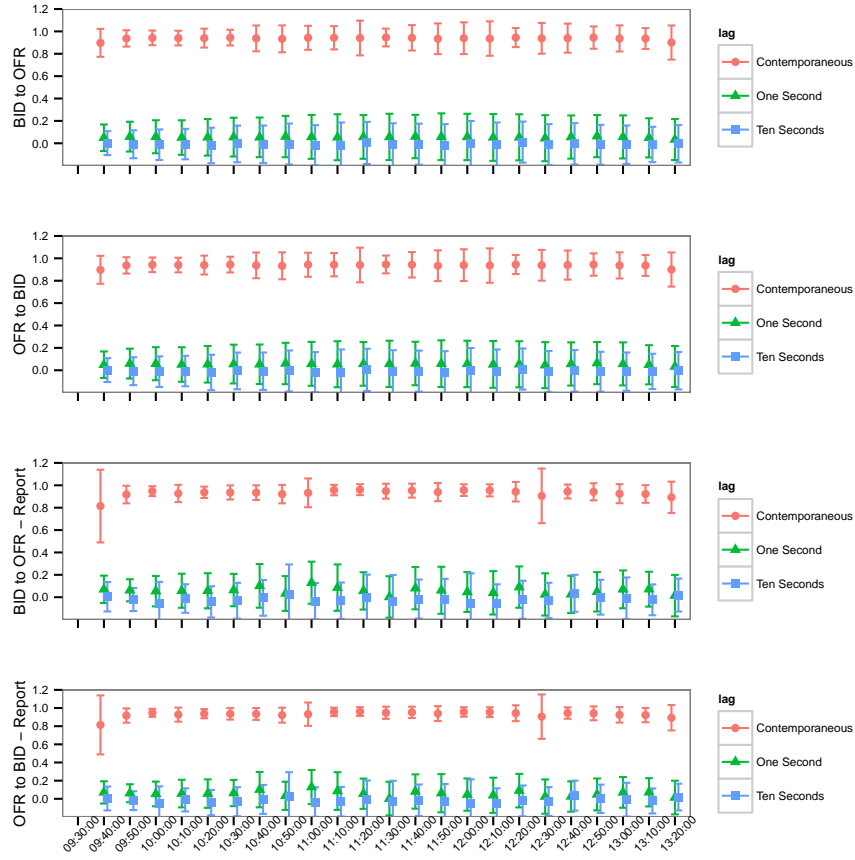 BID to OFR
1.2
1.0
0.8
0.6
0.4
0.2
0.0
lag
Contemporaneous
One Second
Ten Seconds
OFR to BID
1.2
1.0
0.8
0.6
0.4
0.2
0.0
lag
Contemporaneous
One Second
Ten Seconds
BID to OFR – Report
1.2
1.0
0.8
0.6
0.4
0.2
0.0
lag
Contemporaneous
One Second
Ten Seconds
OFR to BID – Report
1.2
1.0
0.8
0.6
0.4
0.2
0.0
lag
Contemporaneous
One Second
Ten Seconds
09:30:00
09:40:00
09:50:00
10:00:00
10:10:00
10:20:00
10:30:00
10:40:00
10:50:00
11:00:00
11:10:00
11:20:00
11:30:00
11:40:00
11:50:00
12:00:00
12:10:00
12:20:00
12:30:00
12:40:00
12:50:00
13:00:00
13:10:00
13:20:00